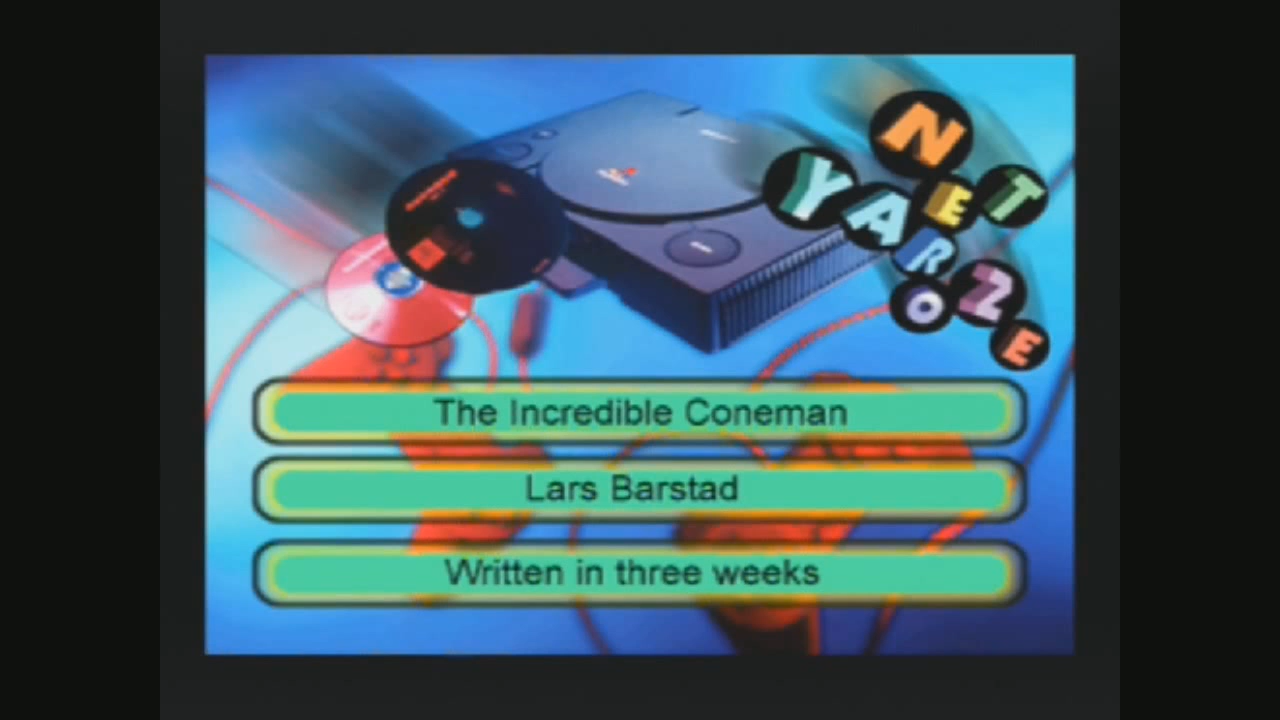 NET
YAROZE
The Incredible Coneman
Lars Barstad
Written in three weeks